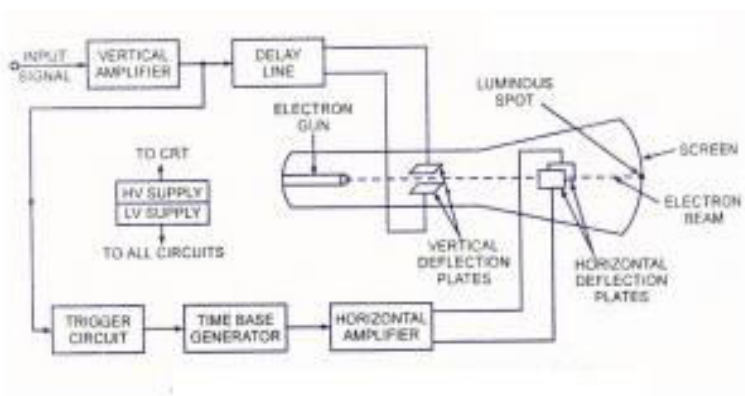 INPUT
SIGNAL
VERTICAL
AMPLIFIER
DELAY
LINE
ELECTRON
GUN
LUMINOUS
SPOT
SCREEN
ELECTRON
BEAM
TO CRT
HV SUPPLY
LV SUPPLY
TO ALL CIRCUITS
VERTICAL
DEFLECTION
PLATES
HORIZONTAL
DEFLECTION
PLATES
TRIGGER
CIRCUIT
TIME BASE
GENERATOR
HORIZONTAL
AMPLIFIER